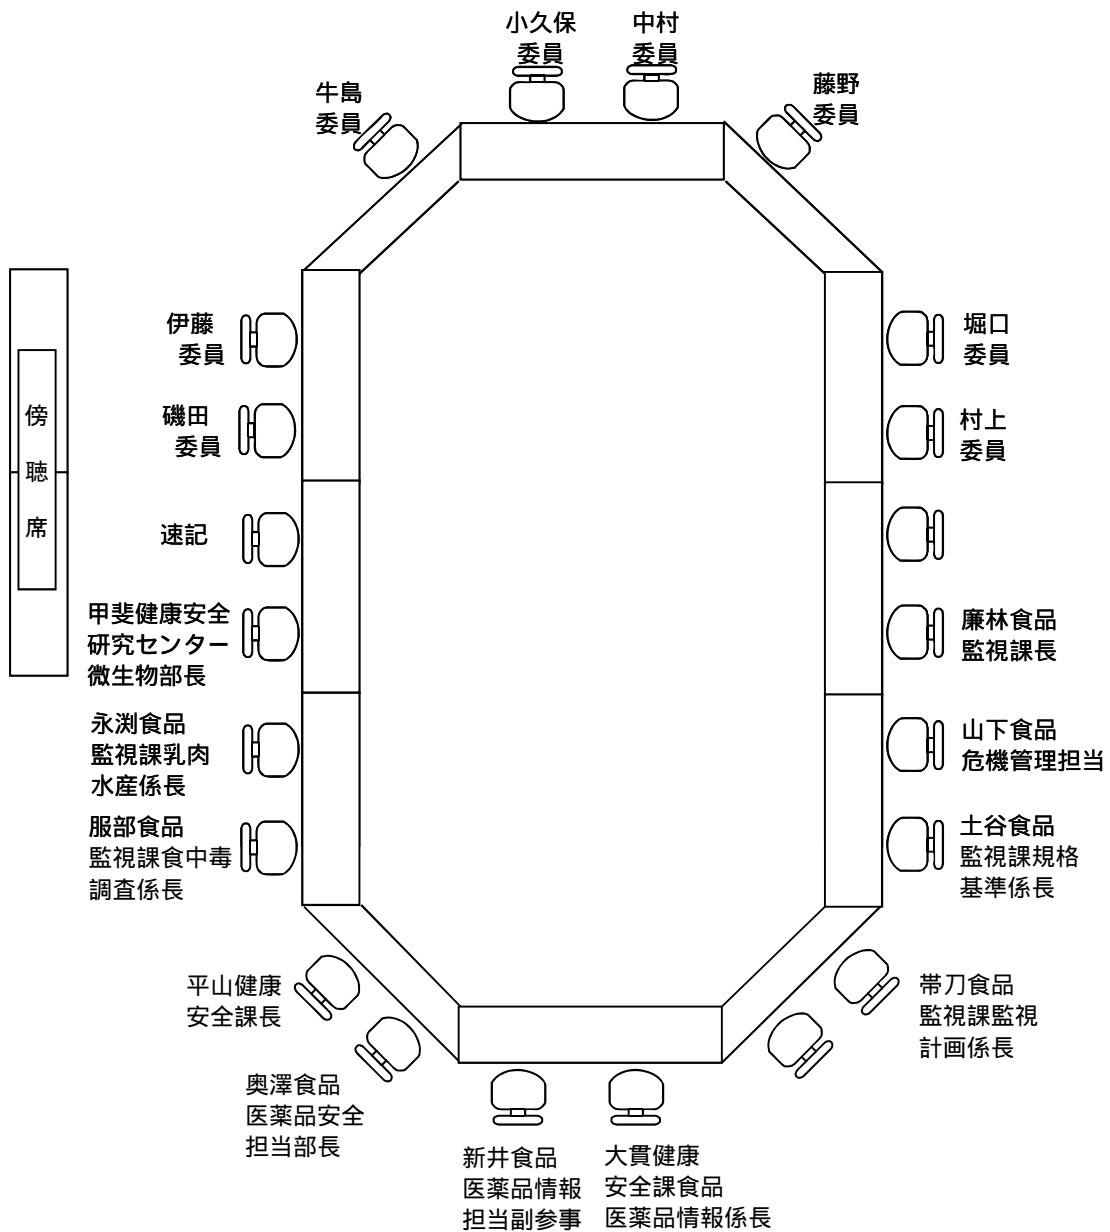 小久保
委員
中村
委員
牛島
委員
藤野
委員
伊藤
委員
堀口
委員
磯田
委員
村上
委員
傍
聴
席
速記
甲斐健康安全
研究センター
微生物部長
廉林食品
監視課長
永渕食品
監視課乳肉
水産係長
山下食品
危機管理担当
服部食品
監視課食中毒
調査係長
土谷食品
監視課規格
基準係長
平山健康
安全課長
帯刀食品
監視課監視
計画係長
奥澤食品
医薬品安全
担当部長
新井食品
医薬品情報
担当副参事
大貫健康
安全課食品
医薬品情報係長